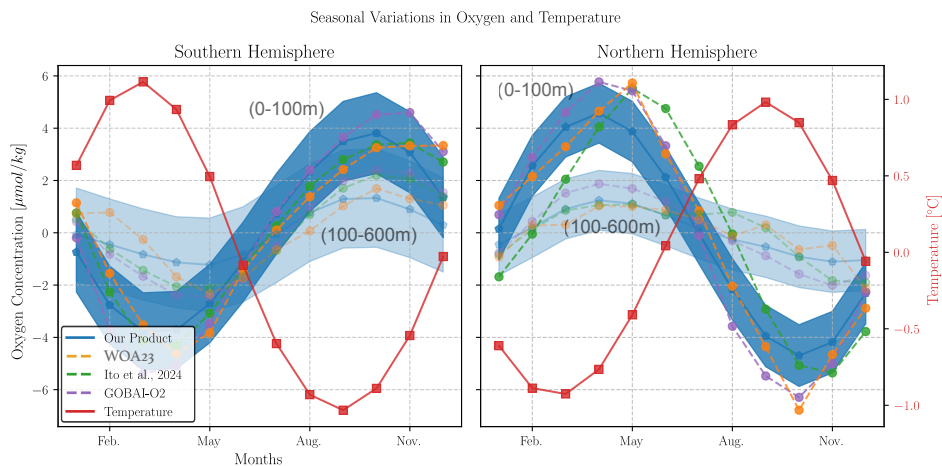 Seasonal Variations in Oxygen and Temperature
Southern Hemisphere
Northern Hemisphere
Oxygen Concentration [μmol/kg]
6
4
2
0
−2
−4
−6
(0-100m)
(100-600m)
(0-100m)
(100-600m)
Our Product
WOA23
Ito et al., 2024
GOBAI-O2
Temperature
1.0
0.5
0.0
−0.5
−1.0
Temperature [°C]
Feb.
May
Aug.
Nov.
Feb.
May
Aug.
Nov.
Months